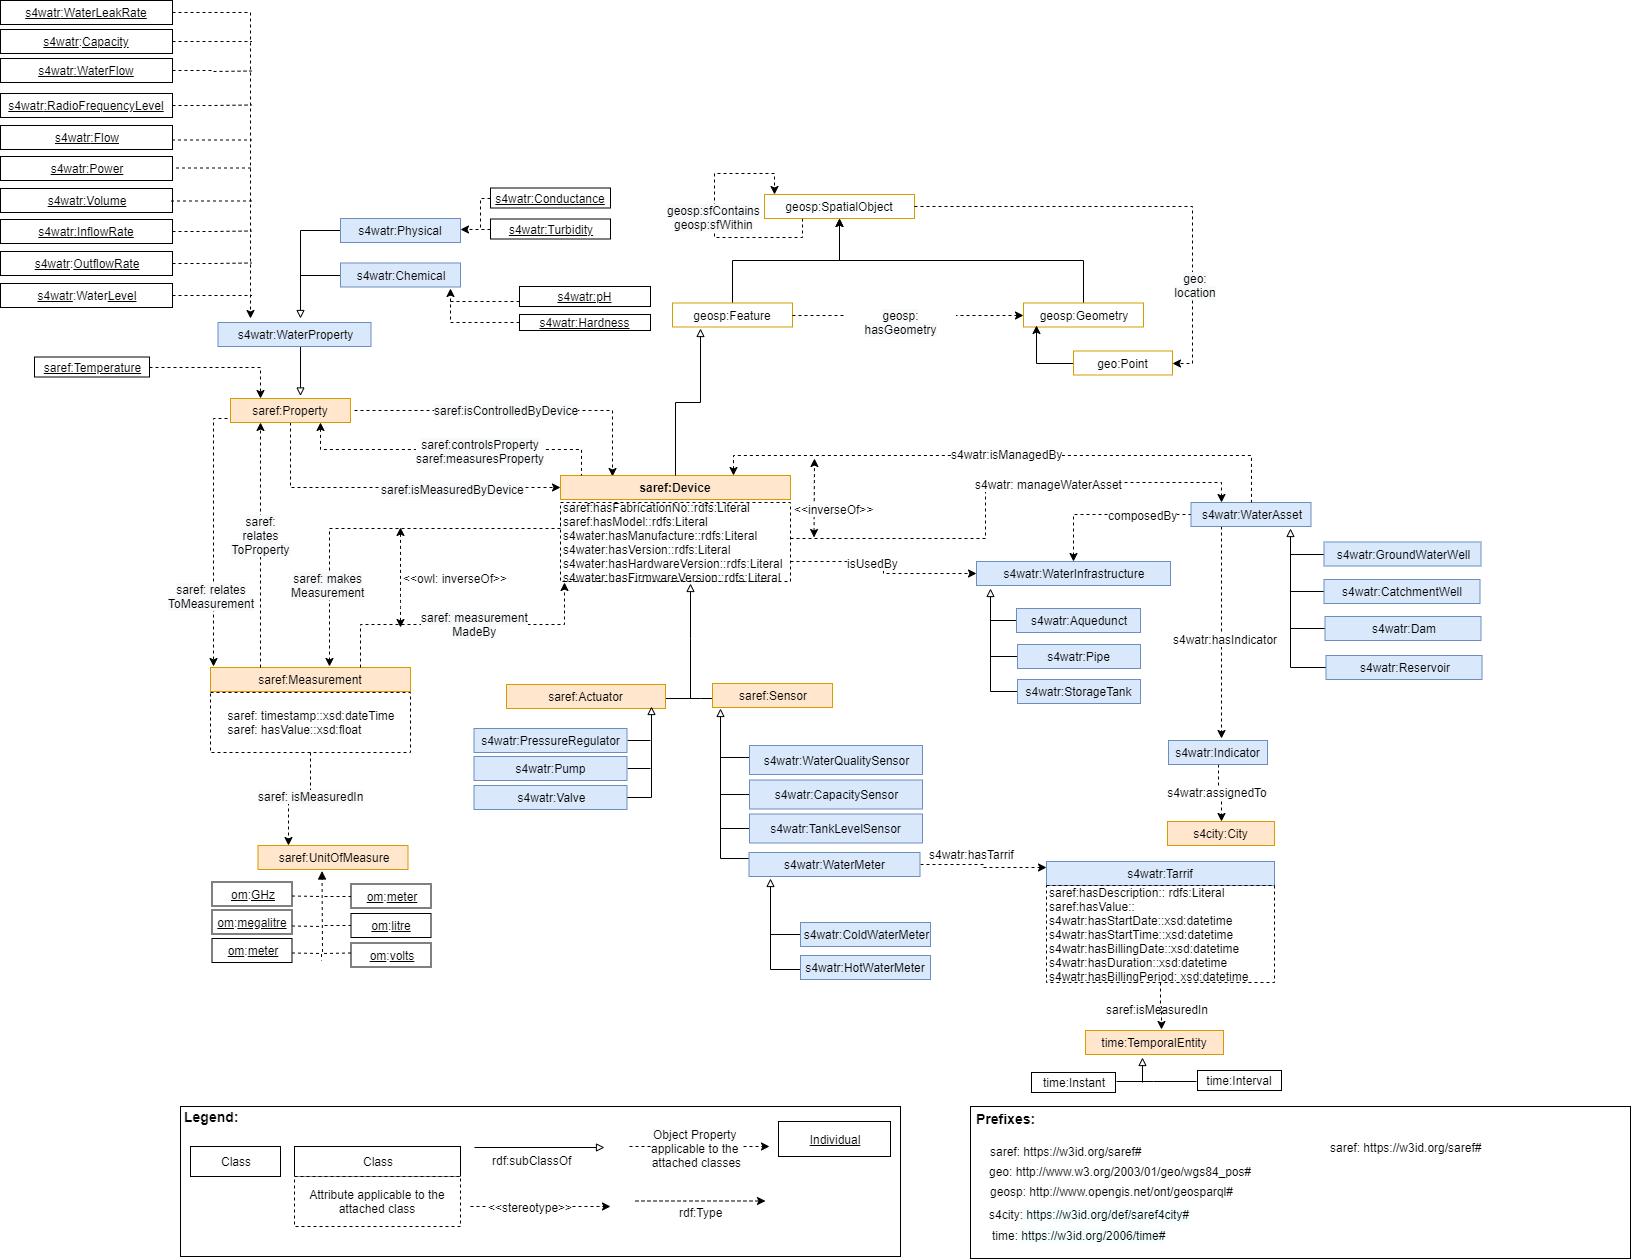 s4watr:WaterLeakRate
s4watr:Capacity
s4watr:WaterFlow
s4watr:RadioFrequencyLevel
s4watr:Flow
s4watr:Power
s4watr:Volume
s4watr:InflowRate
s4watr:OutflowRate
s4watr:WaterLevel
s4watr:Physical
s4watr:Conductance
s4watr:Turbidity
s4watr:Chemical
s4watr:pH
s4watr:Hardness
s4watr:WaterProperty
saref:Temperature
saref:Property
geosp:sfContains
geosp:sfWithin
geosp:SpatialObject
geo:
location
geosp:Feature
geosp:
hasGeometry
geosp:Geometry
geo:Point
saref:isControlledByDevice
saref:controlsProperty
saref:measuresProperty
saref:isMeasuredByDevice
saref:
relates
ToProperty
saref: relates
ToMeasurement
saref: makes
Measurement
<<owl: inverseOf>>
saref: measurement
MadeBy
saref:Device
saref:hasFabricationNo::rdfs:Literal
saref:hasModel::rdfs:Literal
s4water:hasManufacture::rdfs:Literal
s4water:hasVersion::rdfs:Literal
s4water:hasHardwareVersion::rdfs:Literal
s4water:hasFirmwareVersion::rdfs:Literal
<<inverseOf>>
s4watr:isManagedBy
s4watr: manageWaterAsset
isUsedBy
composedBy
s4watr:WaterAsset
s4watr:GroundWaterWell
s4watr:CatchmentWell
s4watr:Dam
s4watr:Reservoir
s4watr:WaterInfrastructure
s4watr:Aquedunct
s4watr:Pipe
s4watr:StorageTank
s4watr:hasIndicator
s4watr:Indicator
s4watr:assignedTo
s4city:City
saref:Measurement
saref: timestamp::xsd:dateTime
saref: hasValue::xsd:float
saref: isMeasuredIn
saref:UnitOfMeasure
om:GHz
om:meter
om:megalitre
om:litre
om:meter
om:volts
saref:Actuator
s4watr:PressureRegulator
s4watr:Pump
s4watr:Valve
saref:Sensor
s4watr:WaterQualitySensor
s4watr:CapacitySensor
s4watr:TankLevelSensor
s4watr:WaterMeter
s4watr:ColdWaterMeter
s4watr:HotWaterMeter
s4watr:hasTarrif
s4watr:Tarrif
saref:hasDescription:: rdfs:Literal
saref:hasValue::
s4watr:hasStartDate::xsd:datetime
s4watr:hasStartTime::xsd:datetime
s4watr:hasBillingDate::xsd:datetime
s4watr:hasDuration::xsd:datetime
s4watr:hasBillingPeriod: xsd:datetime
saref:isMeasuredIn
time:TemporalEntity
time:Instant
time:Interval
Legend:
Class
Class
Attribute applicable to the
attached class
rdf:subClassOf
<<stereotype>>
Object Property
applicable to the
attached classes
rdf:Type
Individual
Prefixes:
saref: https://w3id.org/saref#
saref: https://w3id.org/saref#
geo: http://www.w3.org/2003/01/geo/wgs84_pos#
geosp: http://www.opengis.net/ont/geosparql#
s4city: https://w3id.org/def/saref4city#
time: https://w3id.org/2006/time#